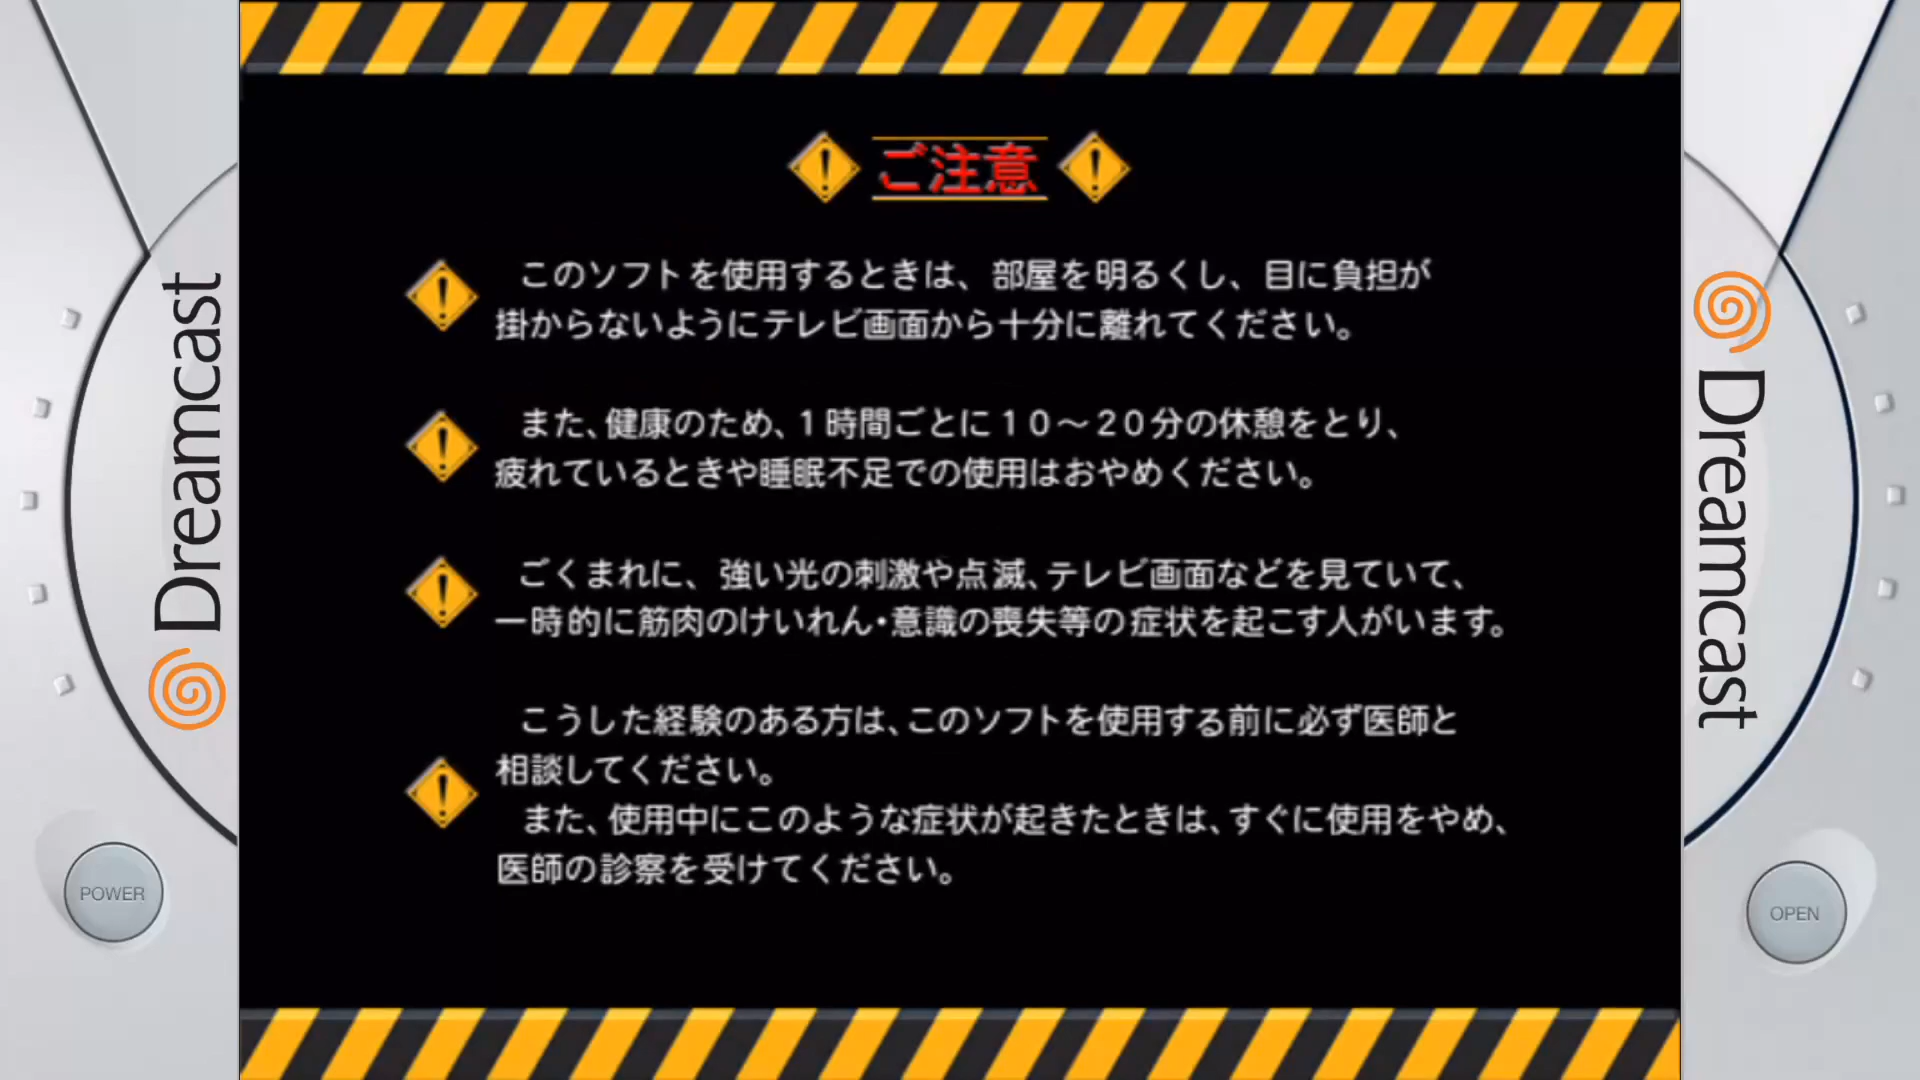 ご注意
このソフトを使用するときは、部屋を明るくし、目に負担が
掛からないようにテレビ画面から十分に離れてください。
また、健康のため、1時間ごとに10～20分の休憩をとり、
疲れているときや睡眠不足での使用はおやめください。
ごくまれに、強い光の刺激や点滅、テレビ画面などを見ていて、
一時的に筋肉のけいれん・意識の喪失等の症状を起こす人がいます。
こうした経験のある方は、このソフトを使用する前に必ず医師と
相談してください。
また、使用中にこのような症状が起きたときは、すぐに使用をやめ、
医師の診察を受けてください。
Dreamcast
POWER
Dreamcast
OPEN